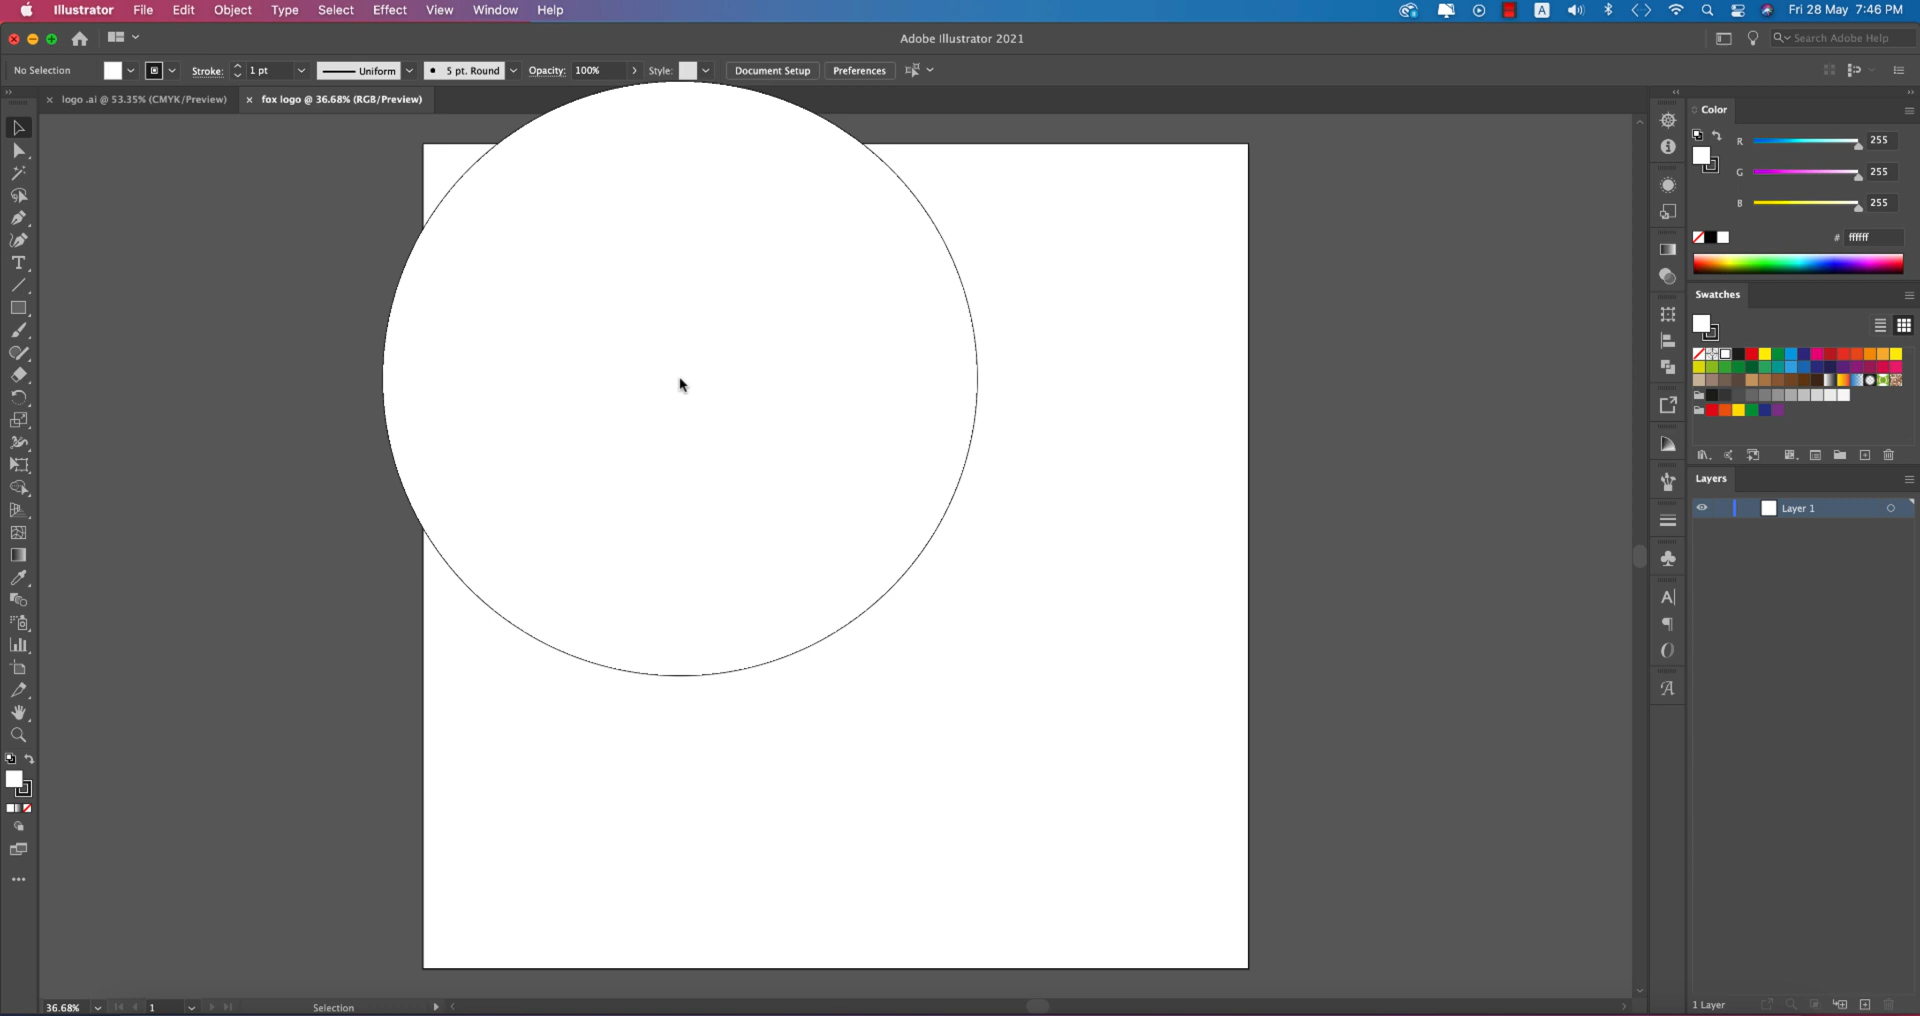 Illustrator File Edit Object Type Select Effect View Window Help A Fri 28 May 7:46 PM
Adobe Illustrator 2021 Search Adobe Help
No Selection Stroke: 1 pt Uniform 5 pt. Round Opacity: 100% Style: Document Setup Preferences
logo .ai @ 53.35% (CMYK/Preview) fox logo @ 36.68% (RGB/Preview)
Color
R 255
G 255
B 255
# ffffff
Swatches
Layers
Layer 1
36.68% 1 Selection 1 Layer